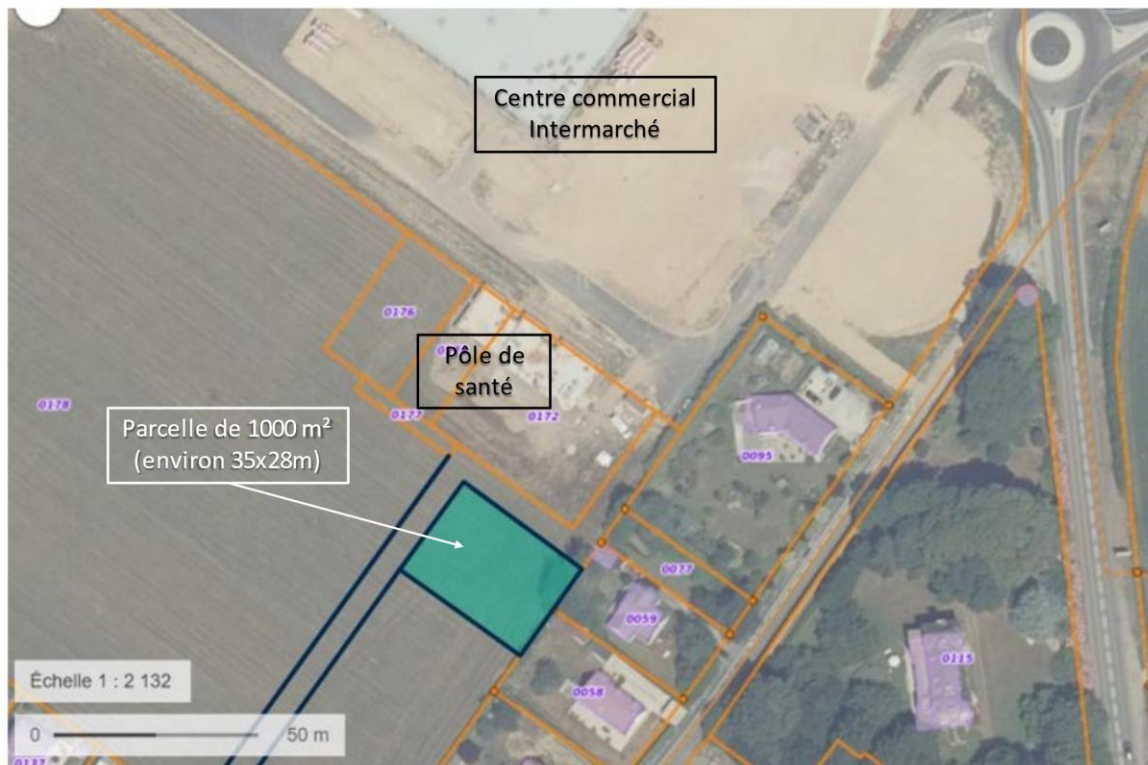 Centre commercial
Intermarché
0176
Pôle de
santé
0178
0177
0172
Parcelle de 1000 m²
(environ 35x28m)
0095
0077
0059
0115
0058
Échelle 1 : 2 132
0 50 m
0137